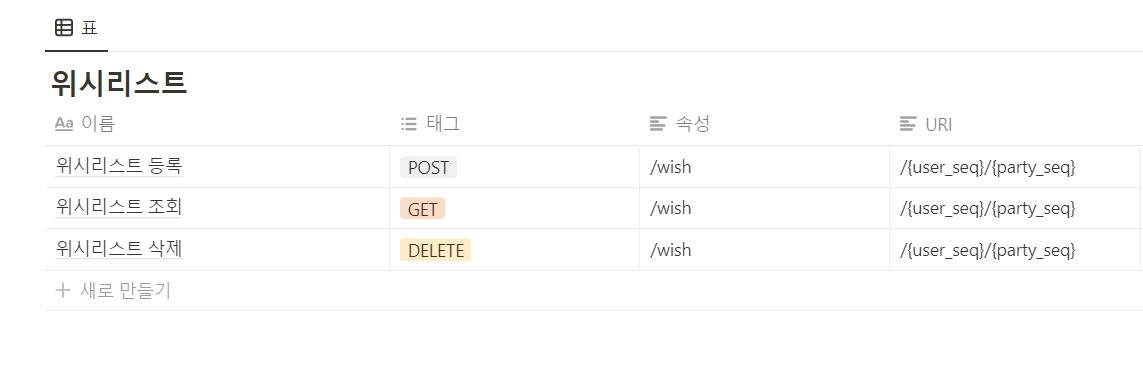 표
위시리스트
Aa 이름 태그 속성 URI
위시리스트 등록 POST /wish /{user_seq}/{party_seq}
위시리스트 조회 GET /wish /{user_seq}/{party_seq}
위시리스트 삭제 DELETE /wish /{user_seq}/{party_seq}
+ 새로 만들기